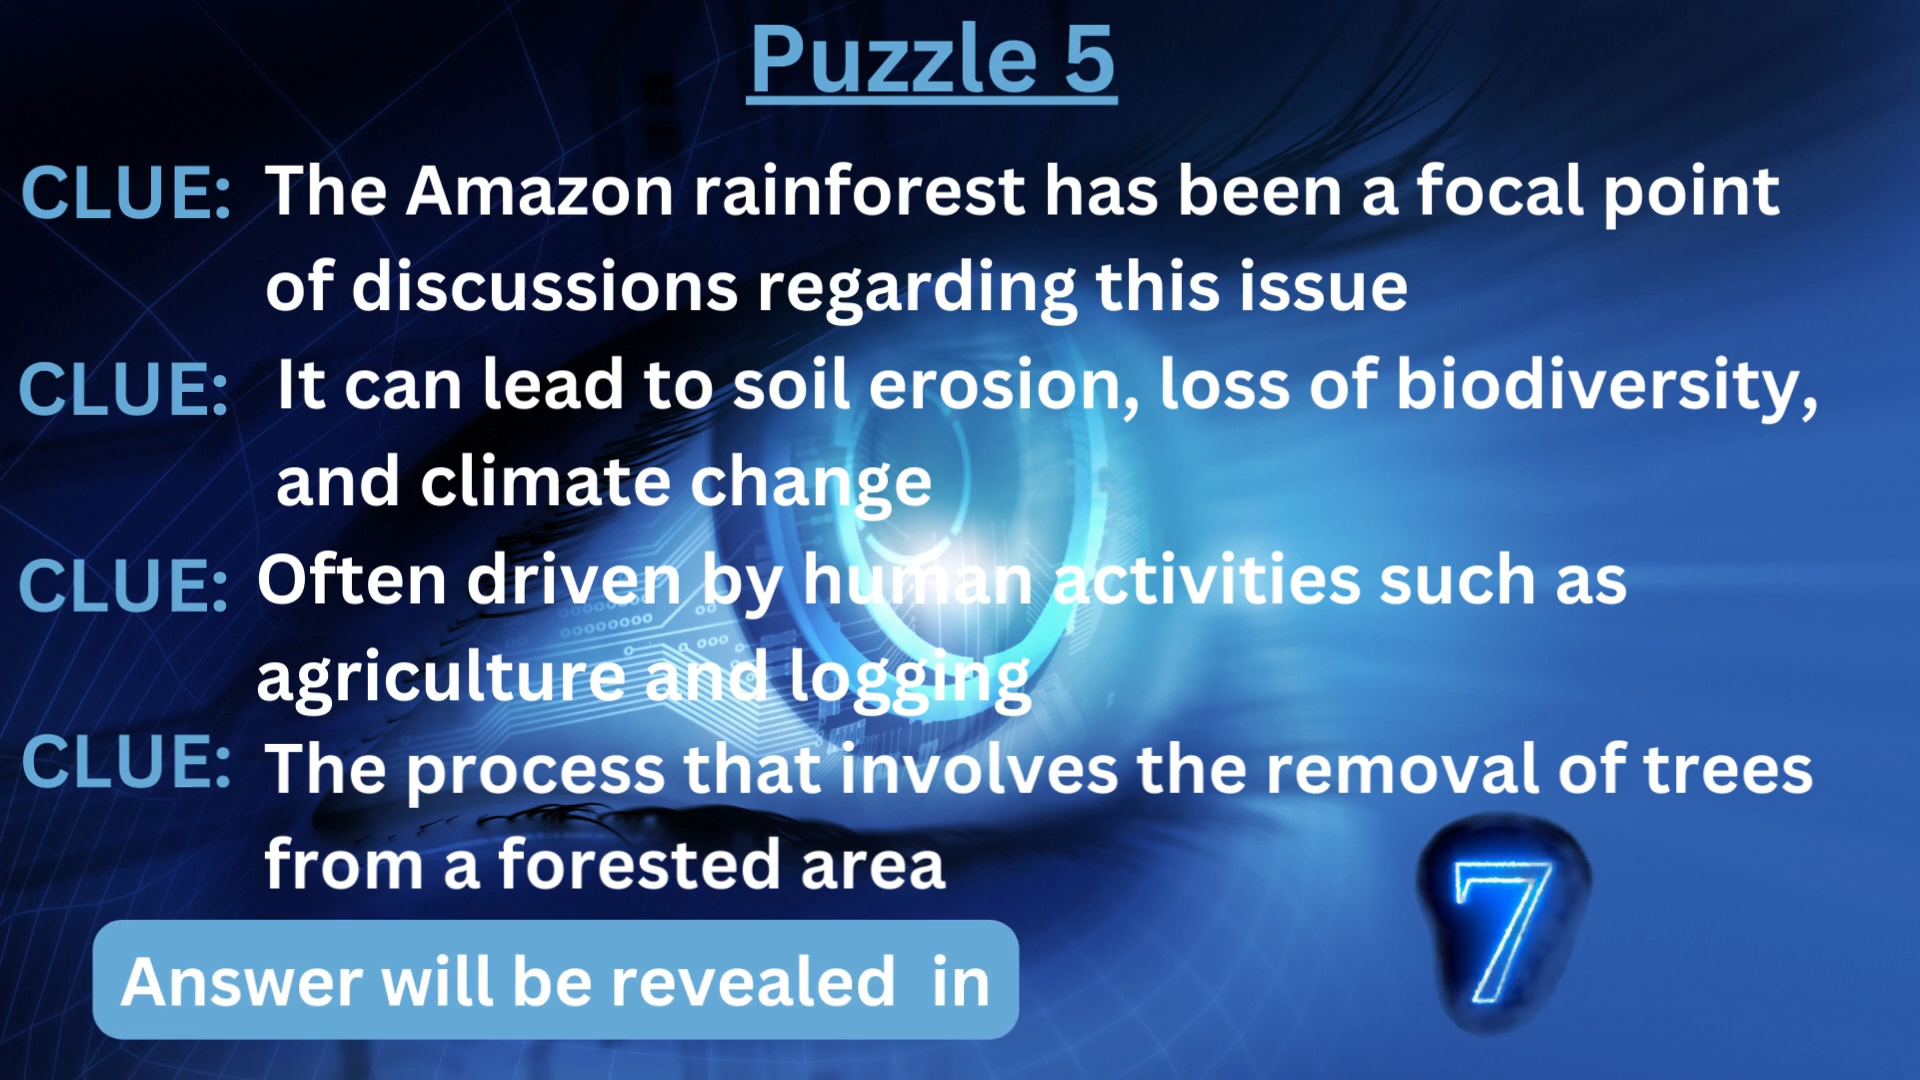 Puzzle 5
CLUE: The Amazon rainforest has been a focal point
of discussions regarding this issue
CLUE: It can lead to soil erosion, loss of biodiversity,
and climate change
CLUE: Often driven by human activities such as
agriculture and logging
CLUE: The process that involves the removal of trees
from a forested area
Answer will be revealed in 7